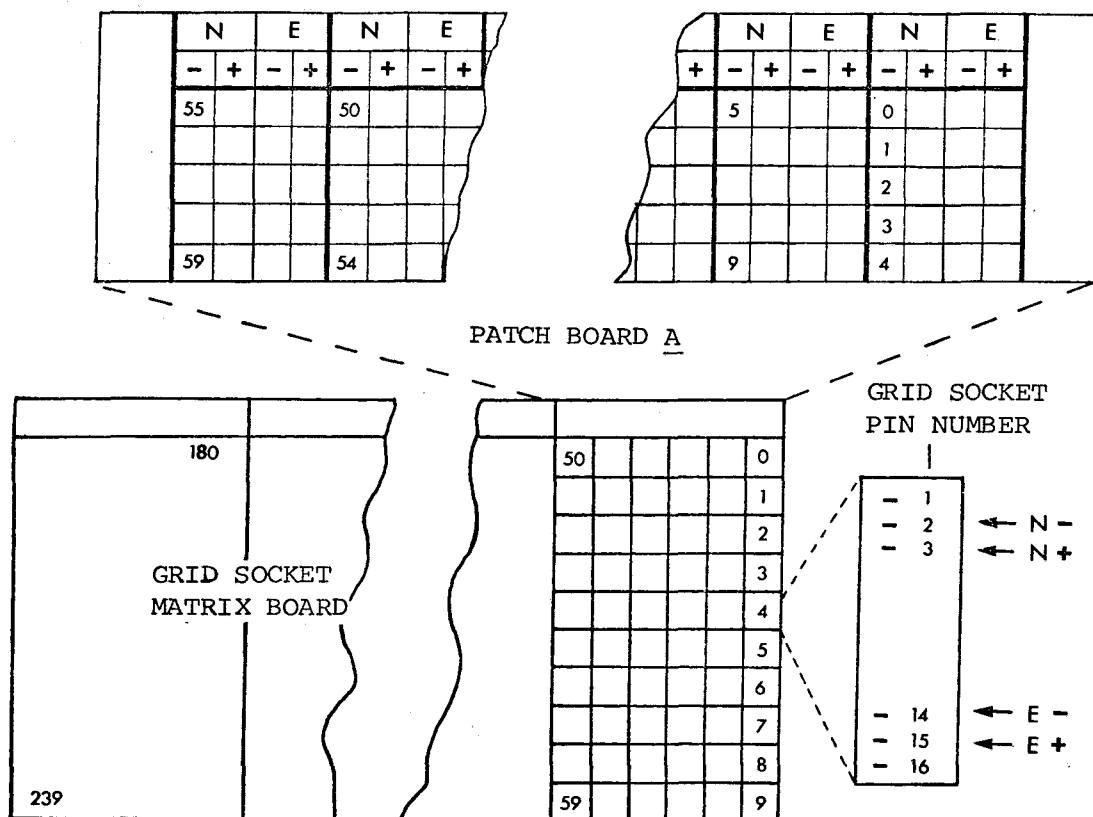 N E N E N E N E
- + - + - + - + + - + - + - + - +
55 50 5 0
1
2
3
59 54 9 4
PATCH BOARD A
GRID SOCKET
PIN NUMBER
180 50 0
1
2
3
4
5
6
7
8
239 59 9
GRID SOCKET
MATRIX BOARD
- 1
- 2 ← N -
- 3 ← N +
- 14 ← E -
- 15 ← E +
- 16